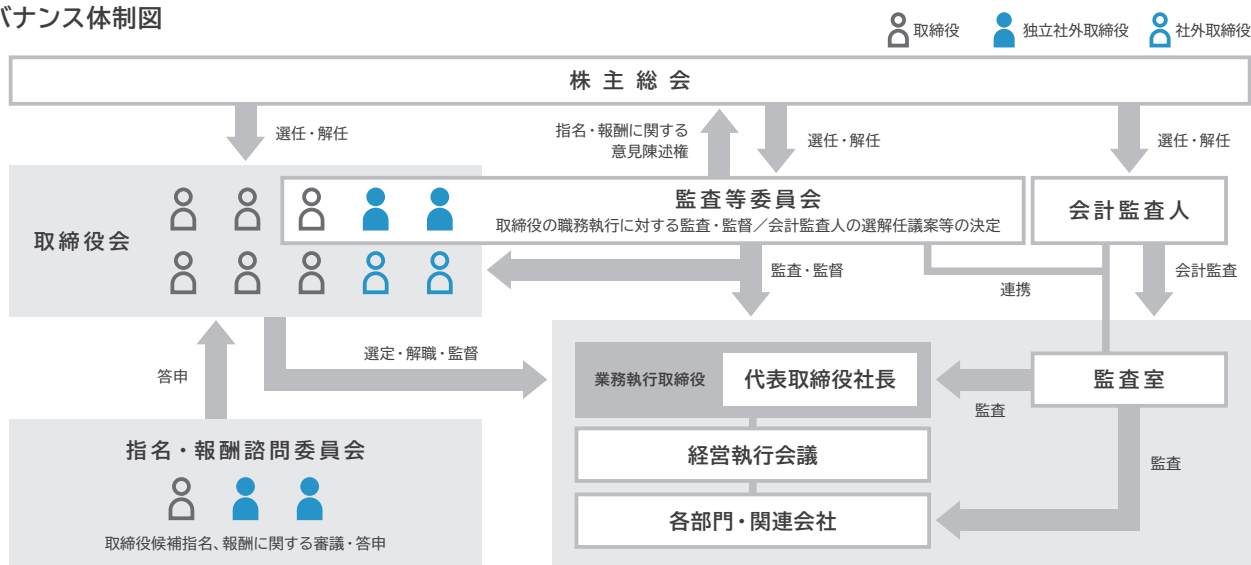 バナンス体制図
取締役
独立社外取締役
社外取締役
株主総会
選任・解任
指名・報酬に関する
意見陳述権
選任・解任
選任・解任
取締役会
監査等委員会
取締役の職務執行に対する監査・監督／会計監査人の選解任議案等の決定
会計監査人
監査・監督
連携
会計監査
選定・解職・監督
答申
業務執行取締役
代表取締役社長
監査室
監査
経営執行会議
監査
各部門・関連会社
指名・報酬諮問委員会
取締役候補指名、報酬に関する審議・答申